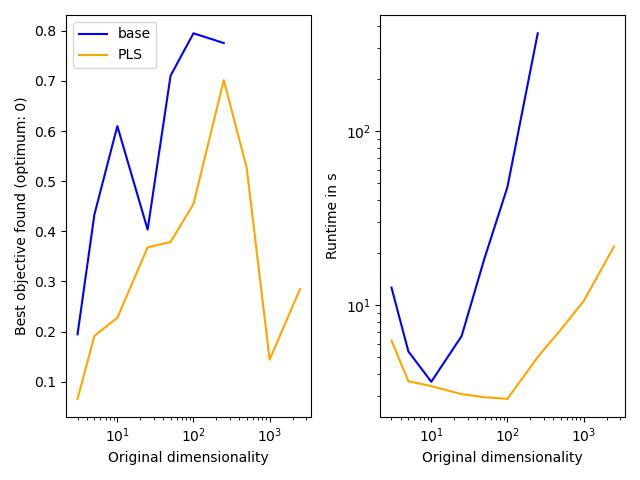 base
PLS
Best objective found (optimum: 0)
0.8
0.7
0.6
0.5
0.4
0.3
0.2
0.1
10¹
10²
10³
Original dimensionality
Runtime in s
10²
10¹
10¹
10²
10³
Original dimensionality